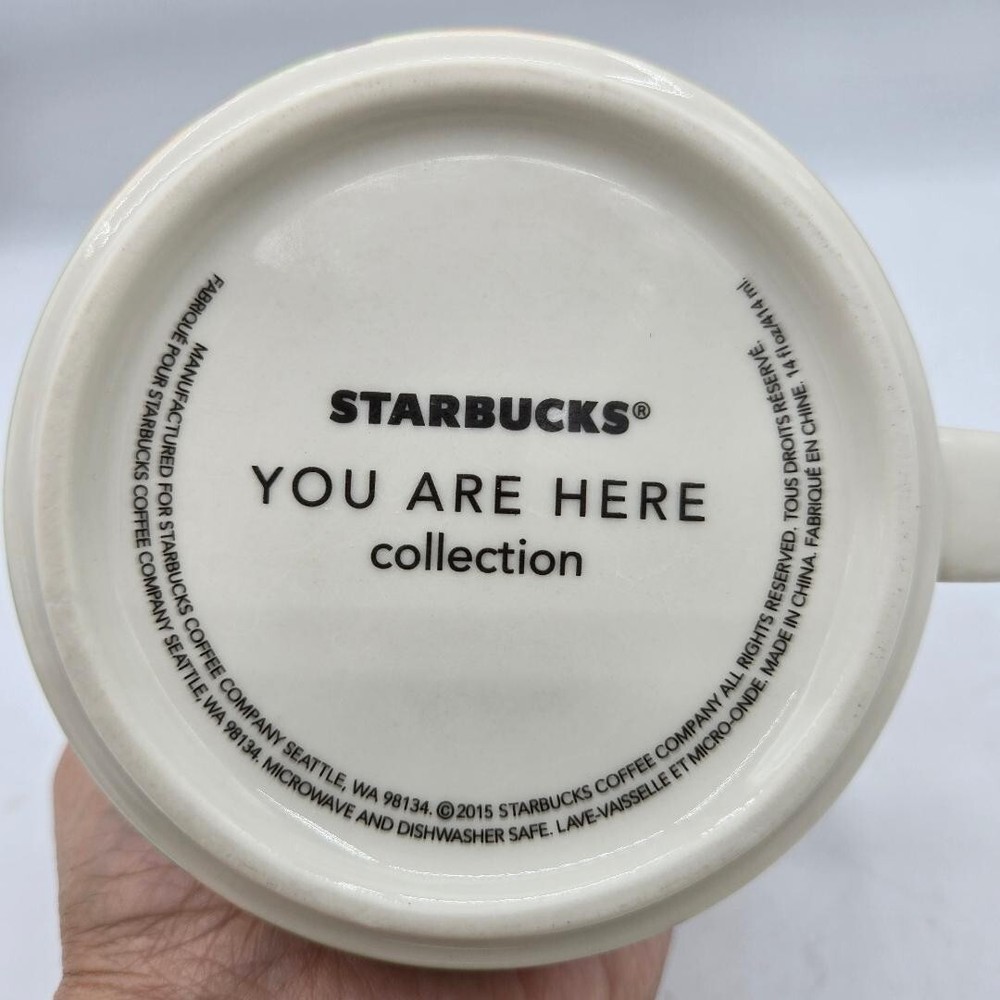 STARBUCKS®
YOU ARE HERE
collection
MANUFACTURED FOR STARBUCKS COFFEE COMPANY SEATTLE, WA 98134. ©2015 STARBUCKS COFFEE COMPANY ALL RIGHTS RESERVED. TOUS DROITS RÉSERVÉ.
FABRIQUÉ POUR STARBUCKS COFFEE COMPANY SEATTLE, WA 98134. MICROWAVE AND DISHWASHER SAFE. LAVE-VAISSELLE ET MICRO-ONDE. MADE IN CHINA. FABRIQUÉ EN CHINE. 14 fl oz/414 ml.